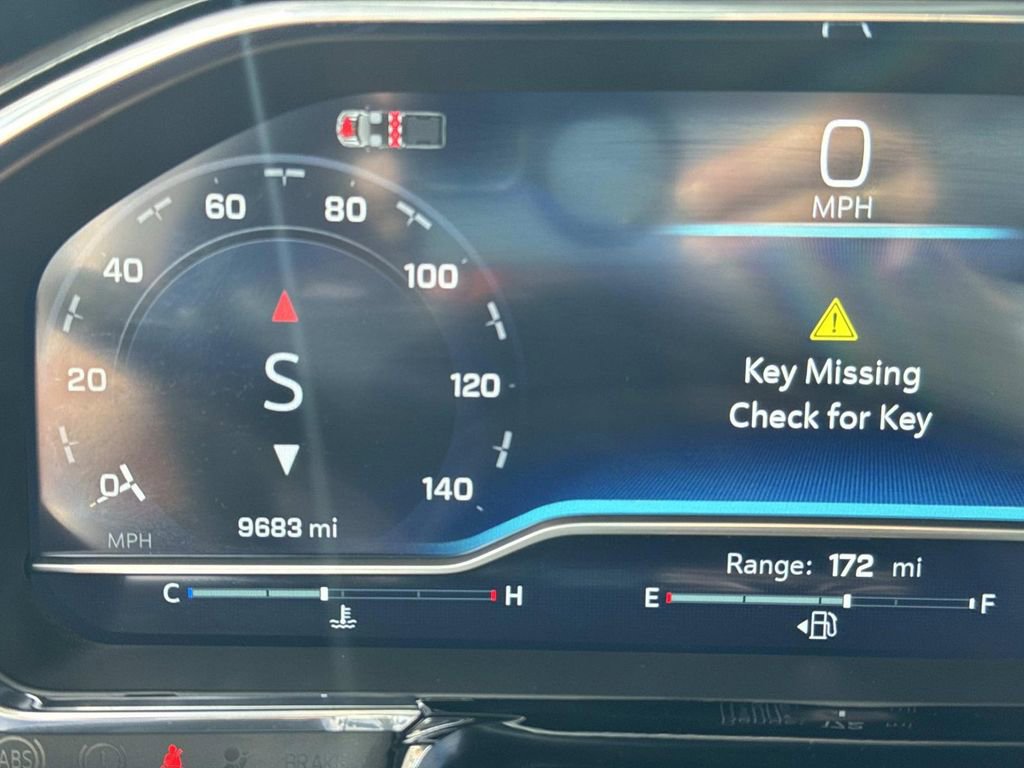 0
MPH
60
80
40
100
S
20
120
Key Missing
Check for Key
0
140
9683 mi
MPH
Range: 172 mi
C
H
E
F
ABS